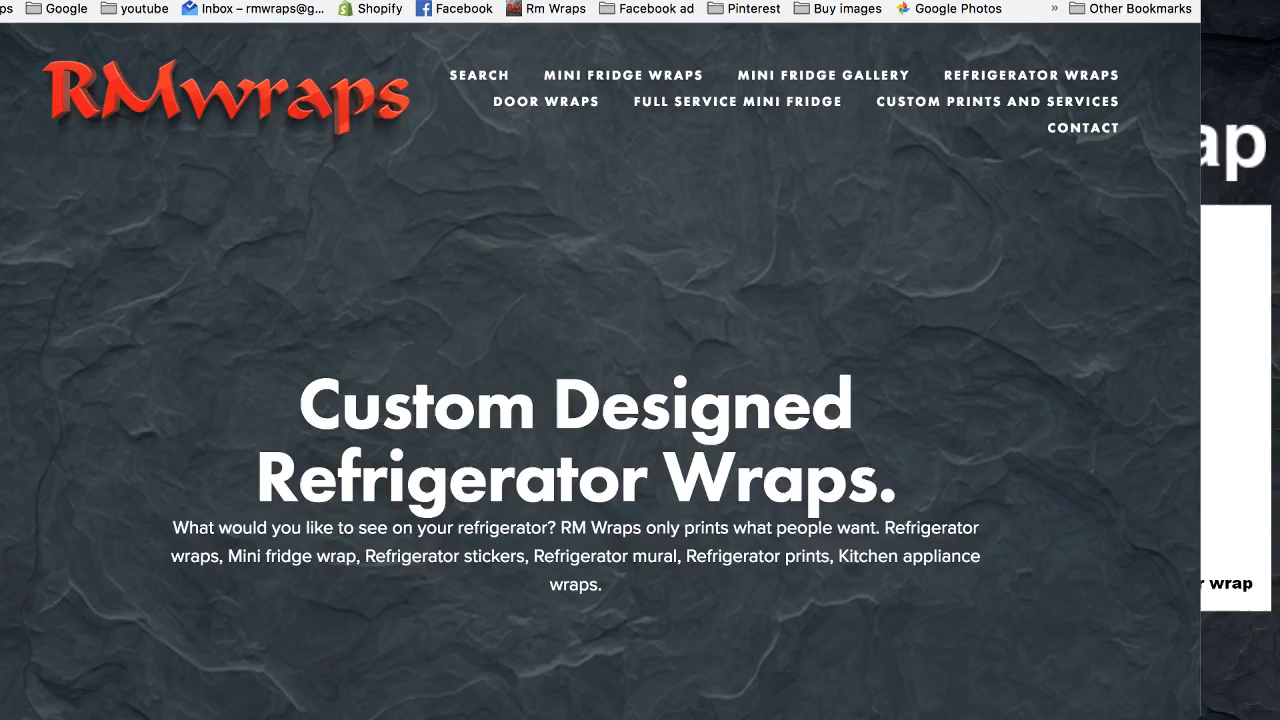 ps Google youtube Inbox – rmwraps@g... Shopify Facebook Rm Wraps Facebook ad Pinterest Buy images Google Photos » Other Bookmarks
RMwraps
SEARCH MINI FRIDGE WRAPS MINI FRIDGE GALLERY REFRIGERATOR WRAPS
DOOR WRAPS FULL SERVICE MINI FRIDGE CUSTOM PRINTS AND SERVICES
CONTACT
ap
Custom Designed
Refrigerator Wraps.
What would you like to see on your refrigerator? RM Wraps only prints what people want. Refrigerator
wraps, Mini fridge wrap, Refrigerator stickers, Refrigerator mural, Refrigerator prints, Kitchen appliance
wraps.
r wrap